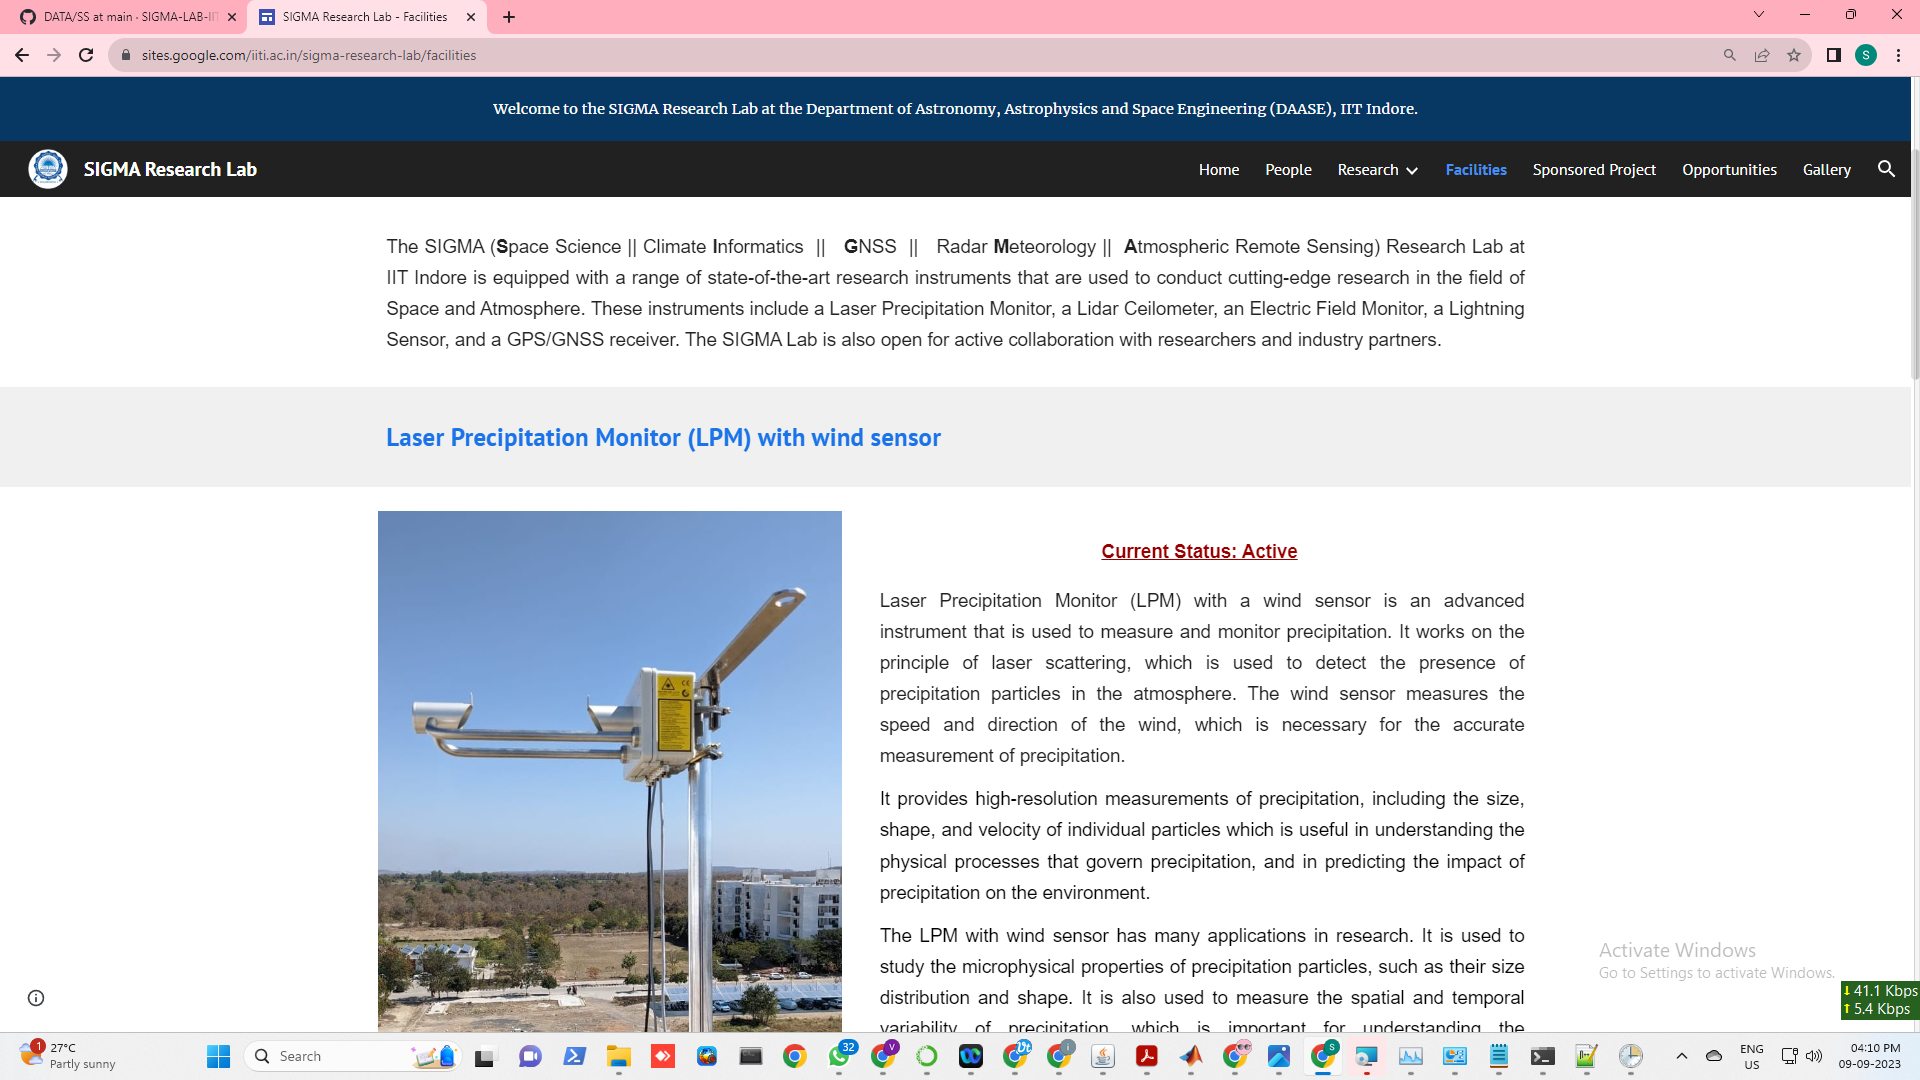 DATA/SS at main · SIGMA-LAB-II
SIGMA Research Lab - Facilities
sites.google.com/iiti.ac.in/sigma-research-lab/facilities
S
Welcome to the SIGMA Research Lab at the Department of Astronomy, Astrophysics and Space Engineering (DAASE), IIT Indore.
SIGMA Research Lab
Home People Research Facilities Sponsored Project Opportunities Gallery
The SIGMA (Space Science || Climate Informatics || GNSS || Radar Meteorology || Atmospheric Remote Sensing) Research Lab at
IIT Indore is equipped with a range of state-of-the-art research instruments that are used to conduct cutting-edge research in the field of
Space and Atmosphere. These instruments include a Laser Precipitation Monitor, a Lidar Ceilometer, an Electric Field Monitor, a Lightning
Sensor, and a GPS/GNSS receiver. The SIGMA Lab is also open for active collaboration with researchers and industry partners.
Laser Precipitation Monitor (LPM) with wind sensor
Current Status: Active
Laser Precipitation Monitor (LPM) with a wind sensor is an advanced
instrument that is used to measure and monitor precipitation. It works on the
principle of laser scattering, which is used to detect the presence of
precipitation particles in the atmosphere. The wind sensor measures the
speed and direction of the wind, which is necessary for the accurate
measurement of precipitation.
It provides high-resolution measurements of precipitation, including the size,
shape, and velocity of individual particles which is useful in understanding the
physical processes that govern precipitation, and in predicting the impact of
precipitation on the environment.
The LPM with wind sensor has many applications in research. It is used to
study the microphysical properties of precipitation particles, such as their size
distribution and shape. It is also used to measure the spatial and temporal
variability of precipitation, which is important for understanding the
Activate Windows
Go to Settings to activate Windows.
41.1 Kbps
5.4 Kbps
1
27°C
Partly sunny
Search
32
V
i
S
ENG
US
04:10 PM
09-09-2023